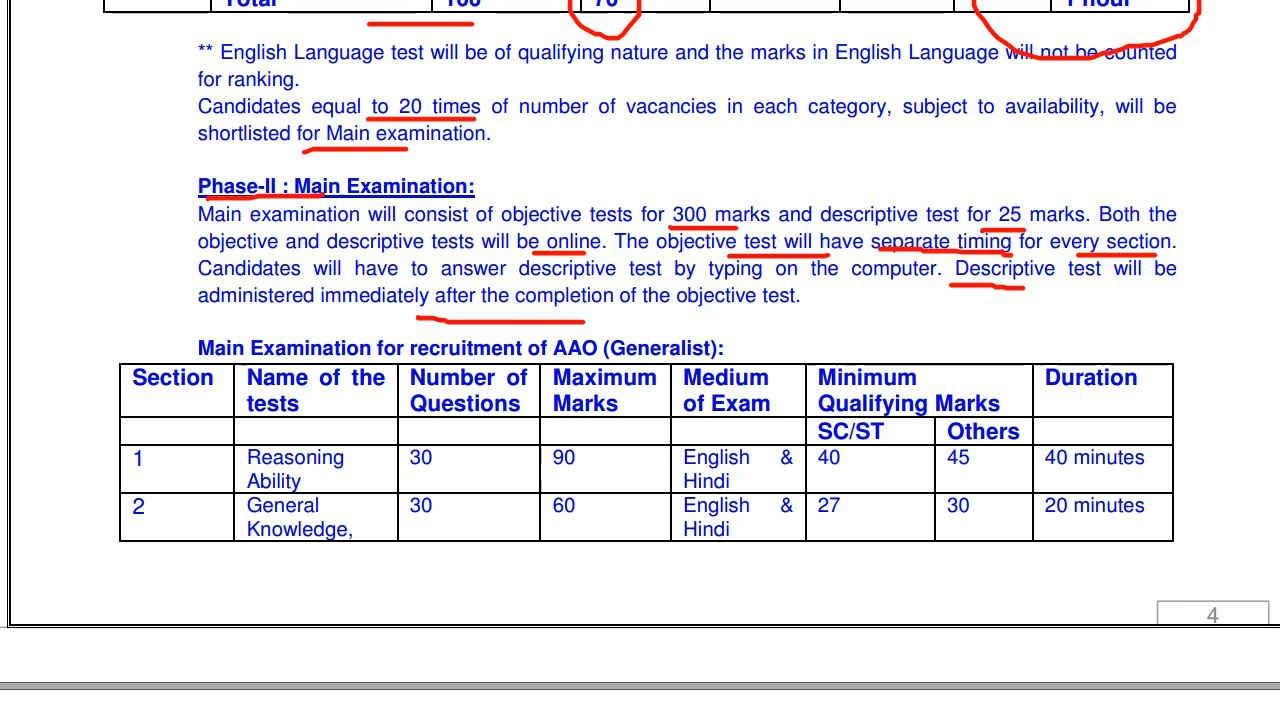 Total 100 70 1 hour
** English Language test will be of qualifying nature and the marks in English Language will not be counted
for ranking.
Candidates equal to 20 times of number of vacancies in each category, subject to availability, will be
shortlisted for Main examination.
Phase-II : Main Examination:
Main examination will consist of objective tests for 300 marks and descriptive test for 25 marks. Both the
objective and descriptive tests will be online. The objective test will have separate timing for every section.
Candidates will have to answer descriptive test by typing on the computer. Descriptive test will be
administered immediately after the completion of the objective test.
Main Examination for recruitment of AAO (Generalist):
Section Name of the tests Number of Questions Maximum Marks Medium of Exam Minimum Qualifying Marks Duration
SC/ST Others
1 Reasoning Ability 30 90 English & Hindi 40 45 40 minutes
2 General Knowledge, 30 60 English & Hindi 27 30 20 minutes
4